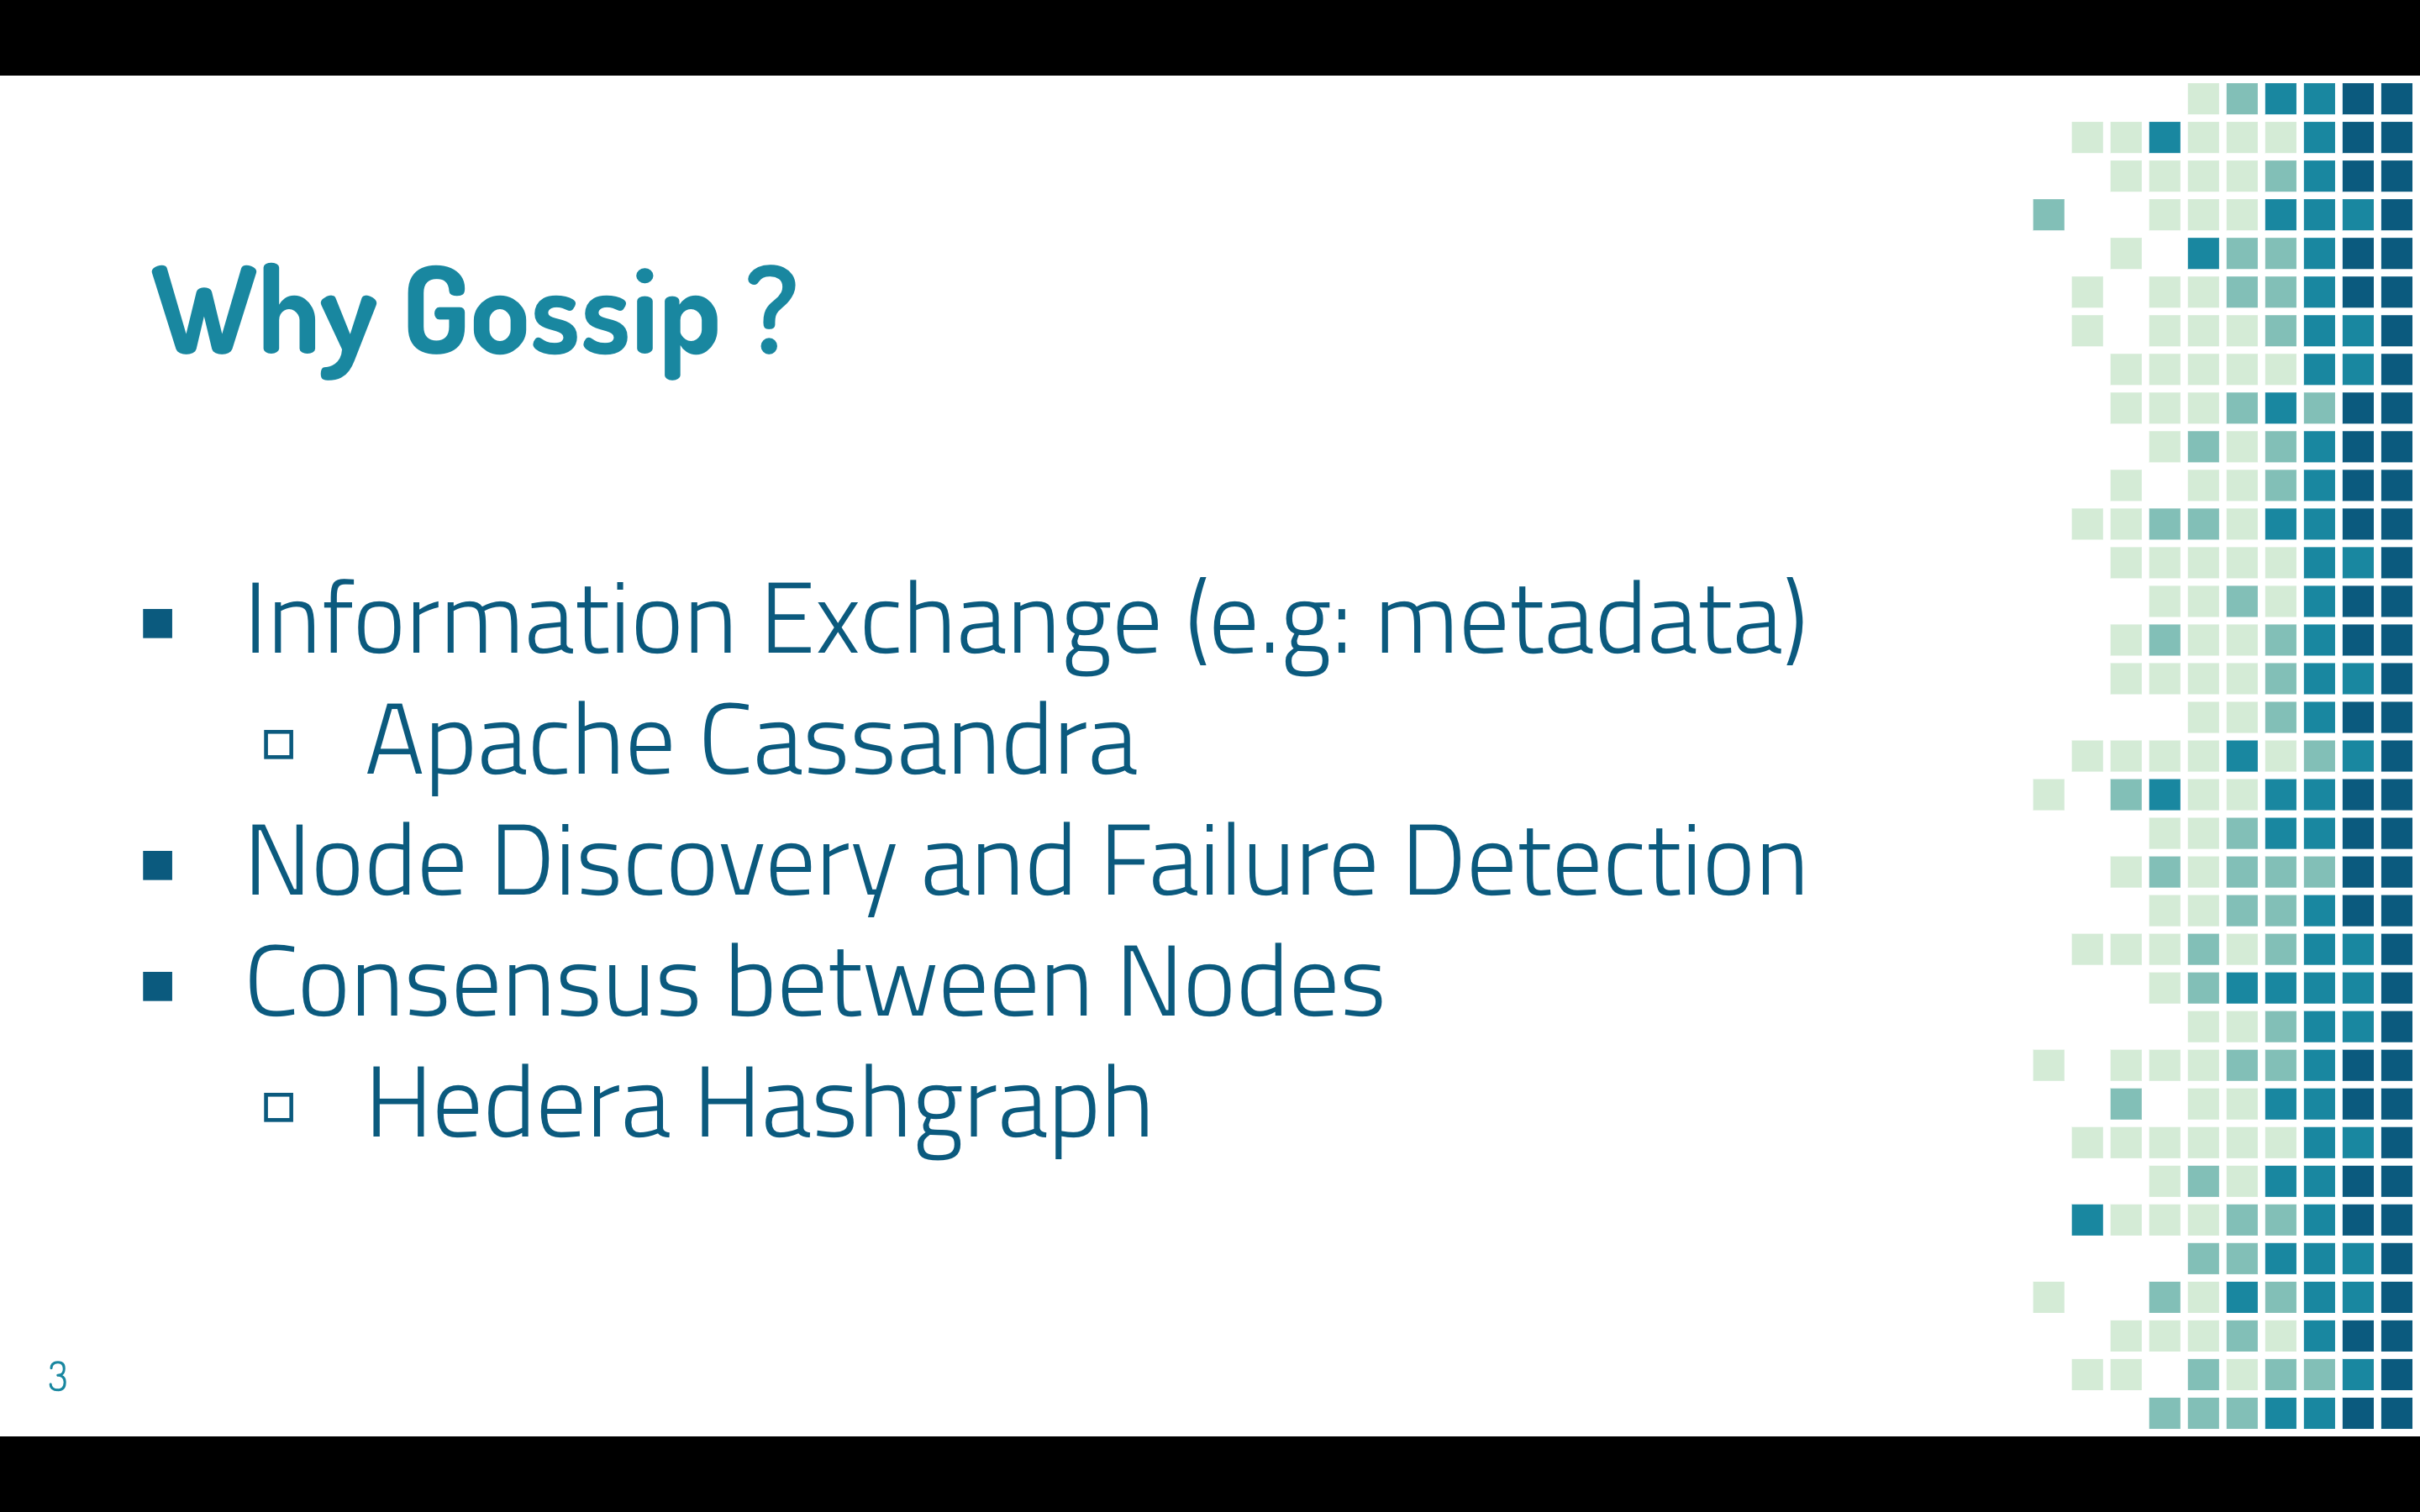 Why Gossip ?
▪ Information Exchange (e.g: metadata)
▫ Apache Cassandra
▪ Node Discovery and Failure Detection
▪ Consensus between Nodes
▫ Hedera Hashgraph
3